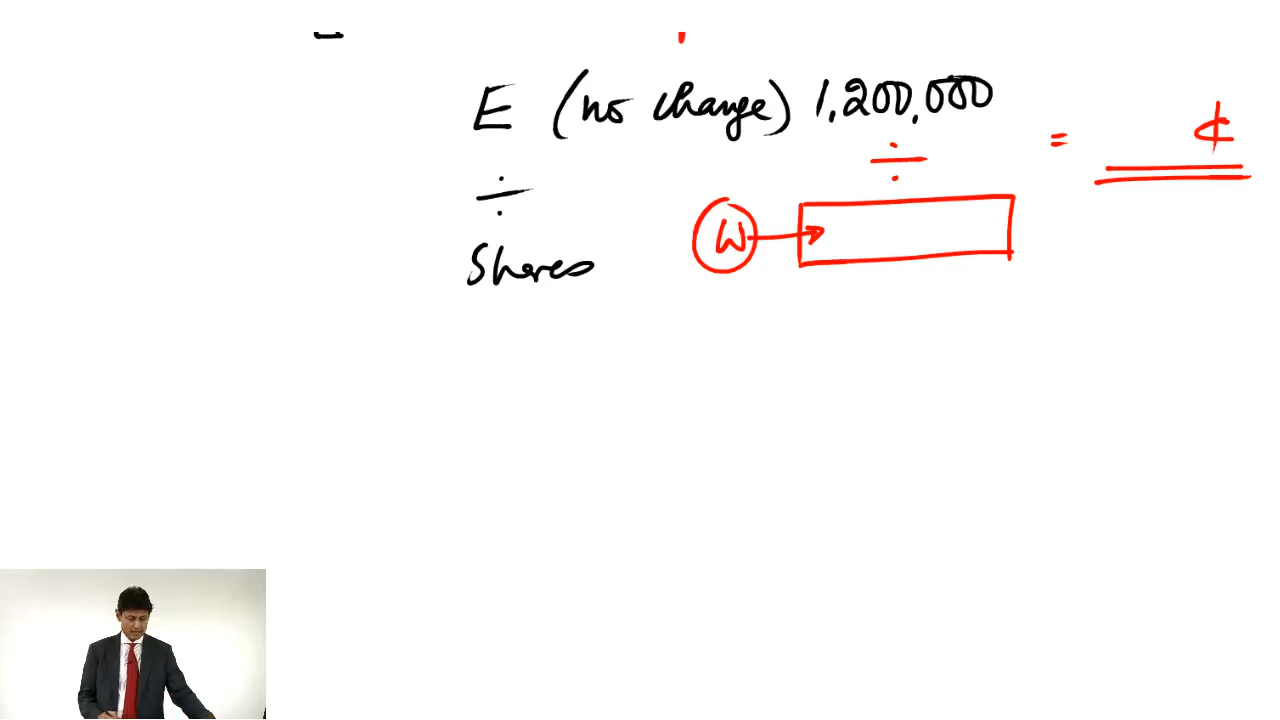 E (no change) 1,200,000
÷ ÷ = ¢
Shares W